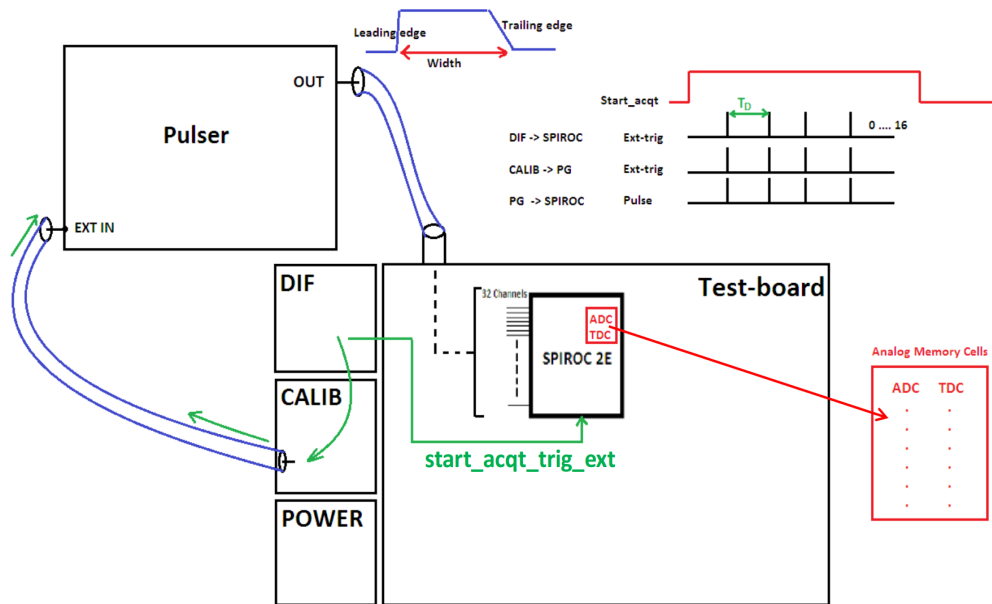 Leading edge
Trailing edge
Width
OUT
Pulser
EXT IN
Start_acqt
T_D
0 .... 16
DIF -> SPIROC Ext-trig
CALIB -> PG Ext-trig
PG -> SPIROC Pulse
DIF
CALIB
POWER
Test-board
32 Channels
ADC
TDC
SPIROC 2E
start_acqt_trig_ext
Analog Memory Cells
ADC TDC